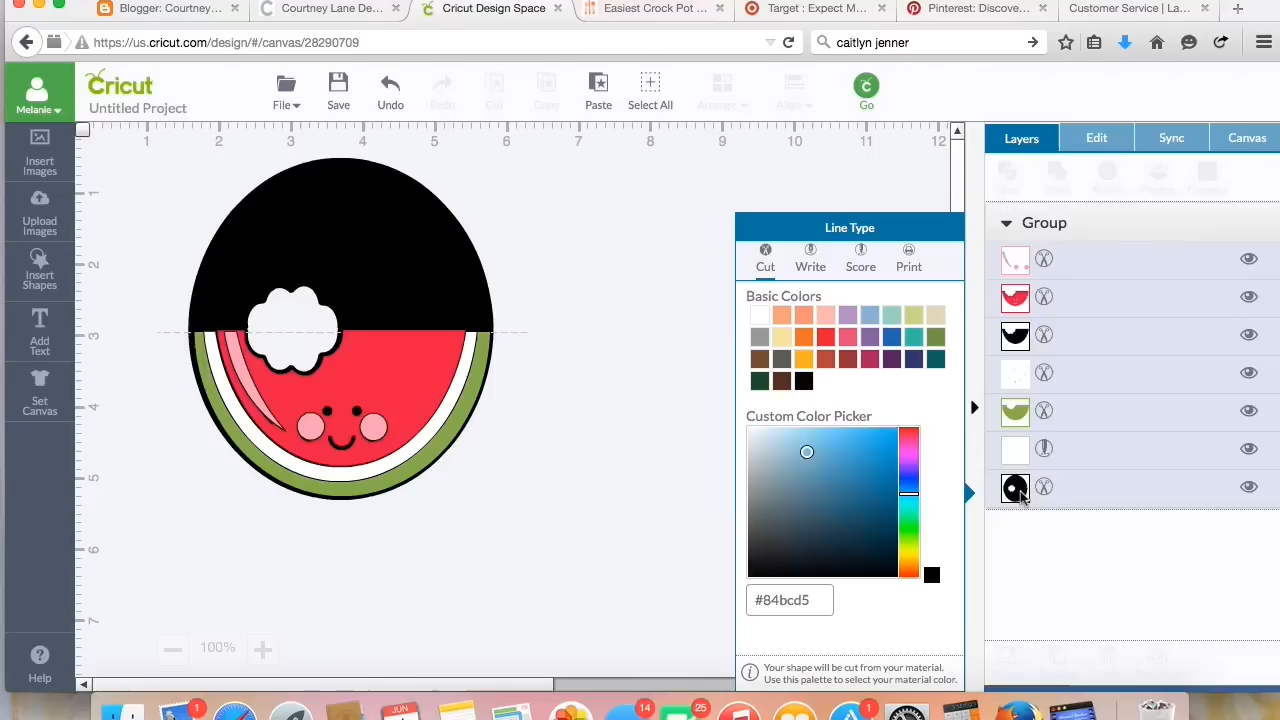 Blogger: Courtney...
Courtney Lane De...
Cricut Design Space
Easiest Crock Pot ...
Target : Expect M...
Pinterest: Discove...
Customer Service | La...
https://us.cricut.com/design/#/canvas/28290709
caitlyn jenner
Melanie
Cricut
Untitled Project
File
Save
Undo
Redo
Cut
Copy
Paste
Select All
Arrange
Align
Go
1 2 3 4 5 6 7 8 9 10 11 12
Layers
Edit
Sync
Canvas
Insert
Images
Upload
Images
Insert
Shapes
Add
Text
Set
Canvas
Help
1
2
3
4
5
6
7
Group
Line Type
Cut
Write
Score
Print
Basic Colors
Custom Color Picker
#84bcd5
Your shape will be cut from your material.
Use this palette to select your material color.
100%
1
JUN
14
25
1